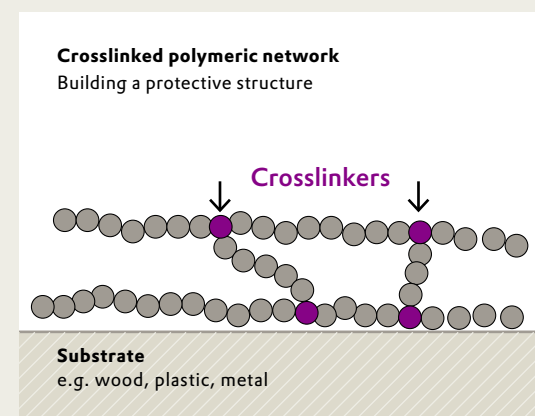 Crosslinked polymeric network
Building a protective structure
Crosslinkers
Substrate
e.g. wood, plastic, metal